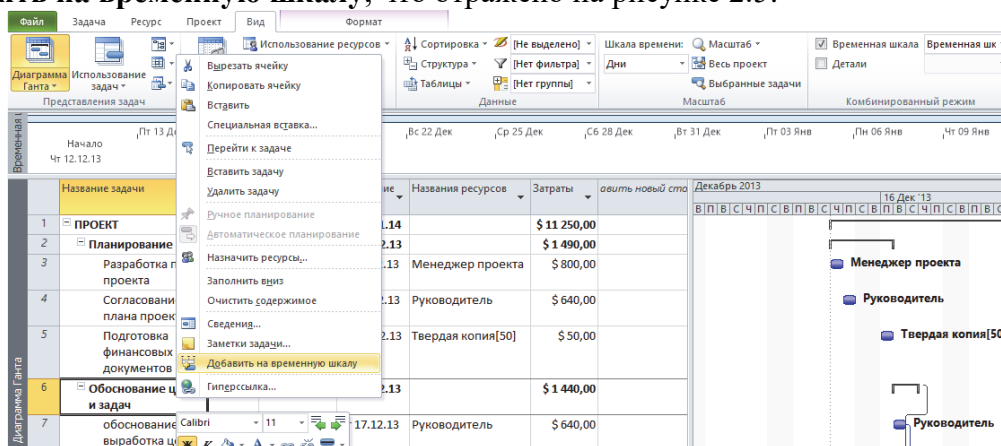 ить на временную шкалу, что отражено на рисунке 2.3.
Файл Задача Ресурс Проект Вид Формат
Использование ресурсов Сортировка [Не выделено] Шкала времени: Масштаб Временная шкала Временная шк
Диаграмма Ганта Использование задач Структура [Нет фильтра] Дни Весь проект Детали
Таблицы [Нет группы] Выбранные задачи
Представления задач Данные Масштаб Комбинированный режим
Вырезать ячейку
Копировать ячейку
Вставить
Специальная вставка...
Перейти к задаче
Вставить задачу
Удалить задачу
Ручное планирование
Автоматическое планирование
Назначить ресурсы...
Заполнить вниз
Очистить содержимое
Сведения...
Заметки задачи...
Добавить на временную шкалу
Гиперссылка...
Calibri 11
Ж К А
Временная
Пт 13 Д Вс 22 Дек Ср 25 Дек Сб 28 Дек Вт 31 Дек Пт 03 Янв Пн 06 Янв Чт 09 Янв
Начало
Чт 12.12.13
Диаграмма Ганта
Название задачи ие Названия ресурсов Затраты авить новый сто Декабрь 2013
16 Дек '13
В П В С Ч П С В П В С Ч П С В П В С Ч П С В П В С
1 ПРОЕКТ 1.14 $ 11 250,00
2 Планирование 2.13 $ 1 490,00
3 Разработка п .13 Менеджер проекта $ 800,00 Менеджер проекта
проекта
4 Согласовани .13 Руководитель $ 640,00 Руководитель
плана проек
5 Подготовка 2.13 Твердая копия[50] $ 50,00 Твердая копия[50
финансовых
документов
6 Обоснование ц 2.13 $ 1 440,00
и задач
7 обоснование 17.12.13 Руководитель $ 640,00 Руководитель
выработка це